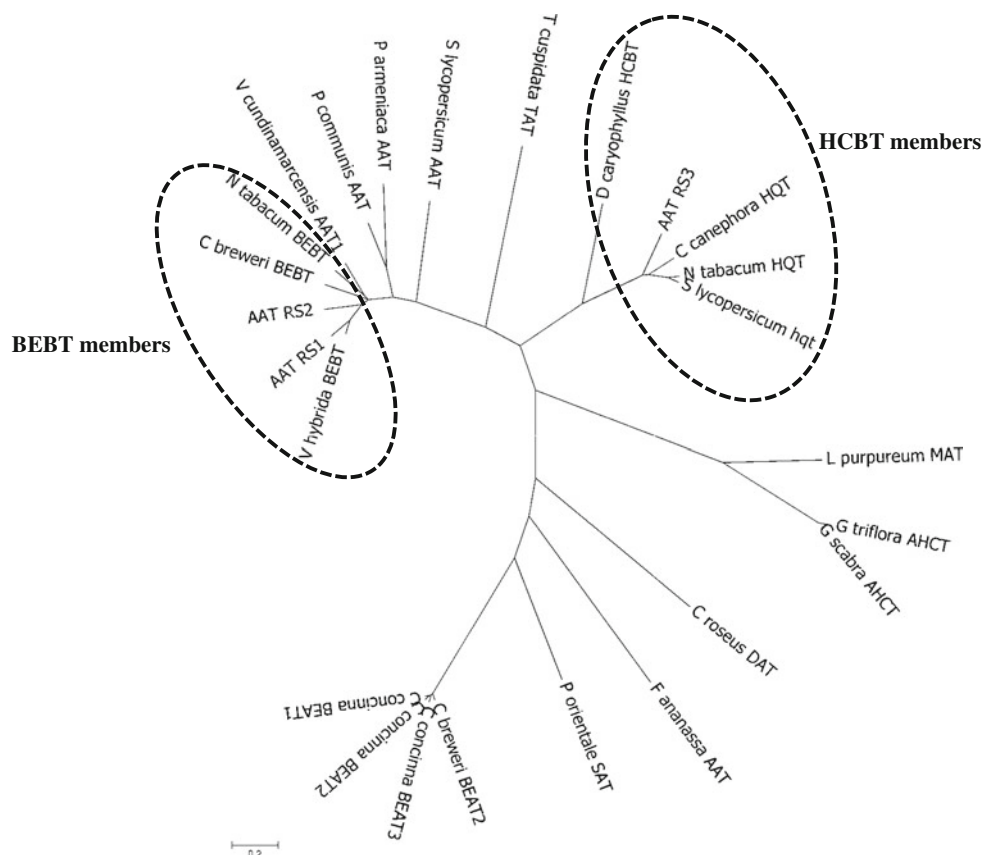 T cuspidata TAT
S lycopersicum AAT
P armeniaca AAT
P communis AAT
V cundinamarcensis AAT1
N tabacum BEBT
C breweri BEBT
AAT RS2
AAT RS1
V hybrida BEBT
BEBT members
D caryophyllus HCBT
AAT RS3
C canephora HQT
N tabacum HQT
S lycopersicum hqt
HCBT members
L purpureum MAT
G triflora AHCT
G scabra AHCT
C roseus DAT
F ananassa AAT
P orientale SAT
C breweri BEAT2
C concinna BEAT3
C concinna BEAT2
C concinna BEAT1
0.2